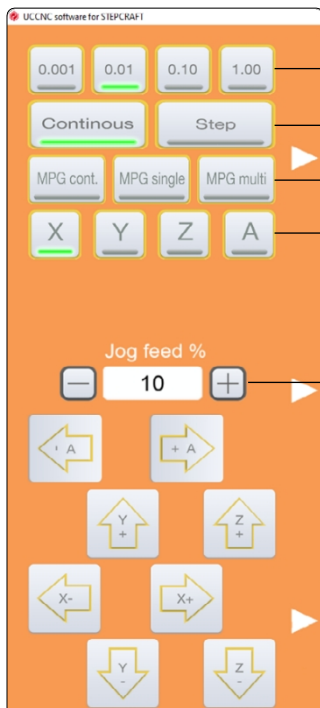 UCCNC software for STEPCRAFT
0.001 0.01 0.10 1.00
Continous Step
MPG cont. MPG single MPG multi
X Y Z A
Jog feed %
10
- A + A
Y + Z +
X- X+
Y - Z -